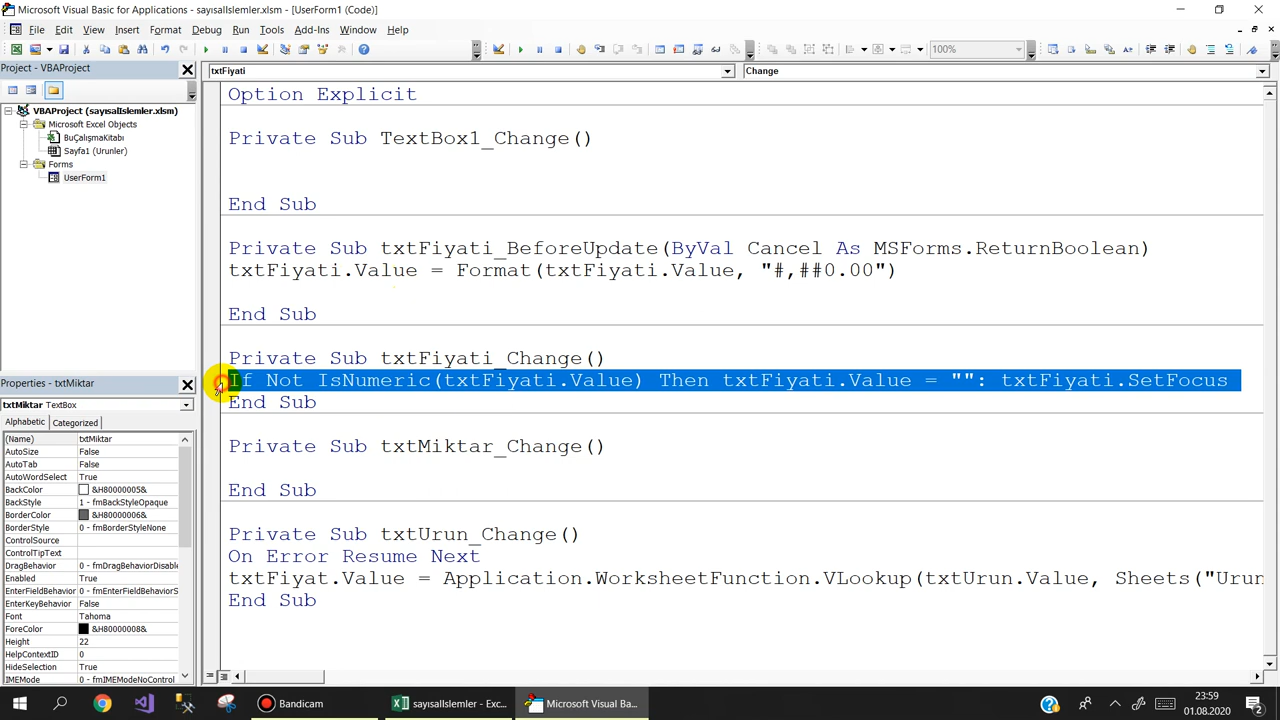 Microsoft Visual Basic for Applications - sayısalIslemler.xlsm - [UserForm1 (Code)]
File Edit View Insert Format Debug Run Tools Add-Ins Window Help
100%
Project - VBAProject
txtFiyati
Change
VBAProject (sayısalIslemler.xlsm)
Microsoft Excel Objects
BuÇalışmaKitabı
Sayfa1 (Urunler)
Forms
UserForm1
Option Explicit
Private Sub TextBox1_Change()
End Sub
Private Sub txtFiyati_BeforeUpdate(ByVal Cancel As MSForms.ReturnBoolean)
txtFiyati.Value = Format(txtFiyati.Value, "#,##0.00")
End Sub
Private Sub txtFiyati_Change()
If Not IsNumeric(txtFiyati.Value) Then txtFiyati.Value = "": txtFiyati.SetFocus
End Sub
Private Sub txtMiktar_Change()
End Sub
Private Sub txtUrun_Change()
On Error Resume Next
txtFiyat.Value = Application.WorksheetFunction.VLookup(txtUrun.Value, Sheets("Urun
End Sub
Properties - txtMiktar
txtMiktar TextBox
Alphabetic Categorized
(Name) txtMiktar
AutoSize False
AutoTab False
AutoWordSelect True
BackColor &H80000005&
BackStyle 1 - fmBackStyleOpaque
BorderColor &H80000006&
BorderStyle 0 - fmBorderStyleNone
ControlSource
ControlTipText
DragBehavior 0 - fmDragBehaviorDisable
Enabled True
EnterFieldBehavior 0 - fmEnterFieldBehaviorS
EnterKeyBehavior False
Font Tahoma
ForeColor &H80000008&
Height 22
HelpContextID 0
HideSelection True
IMEMode 0 - fmIMEModeNoControl
Bandicam
sayısalIslemler - Exc...
Microsoft Visual Ba...
23:59
01.08.2020
2